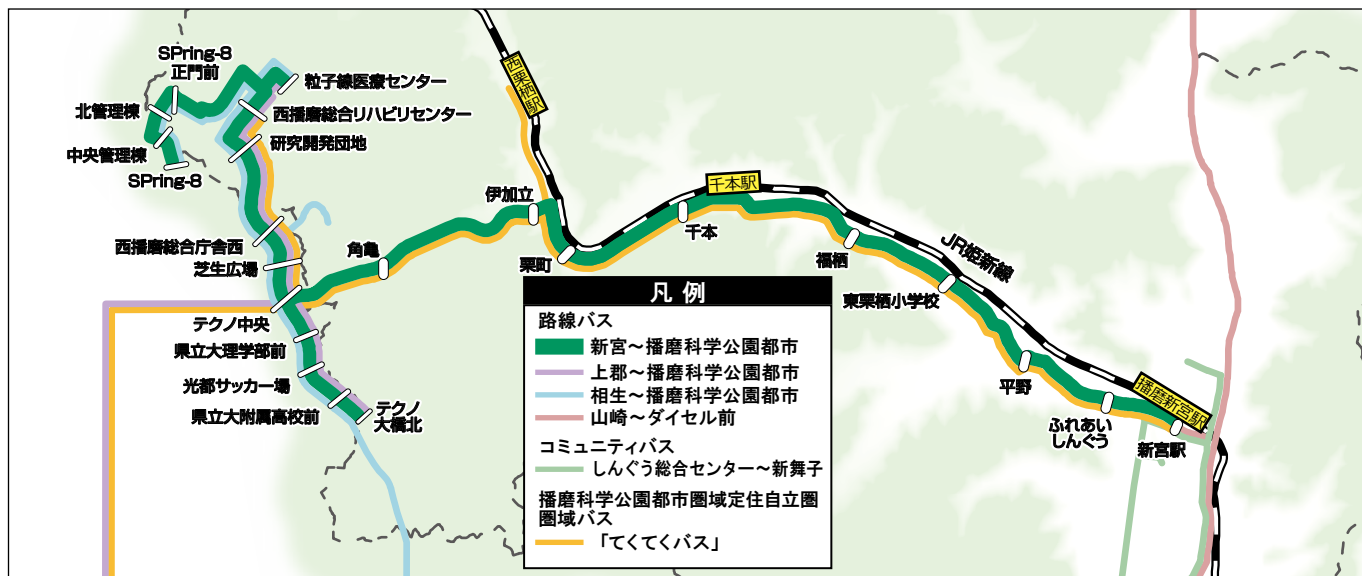 SPring-8
正門前
粒子線医療センター
北管理棟
西播磨総合リハビリセンター
研究開発団地
中央管理棟
SPring-8
西栗栖駅
千本駅
伊加立
千本
西播磨総合庁舎西
角亀
福栖
JR姫新線
芝生広場
栗町
東栗栖小学校
テクノ中央
県立大理学部前
光都サッカー場
県立大附属高校前
テクノ
大橋北
平野
播磨新宮駅
ふれあい
しんぐう
新宮駅
凡例
路線バス
新宮～播磨科学公園都市
上郡～播磨科学公園都市
相生～播磨科学公園都市
山崎～ダイセル前
コミュニティバス
しんぐう総合センター～新舞子
播磨科学公園都市圏域定住自立圏
圏域バス
「てくてくバス」